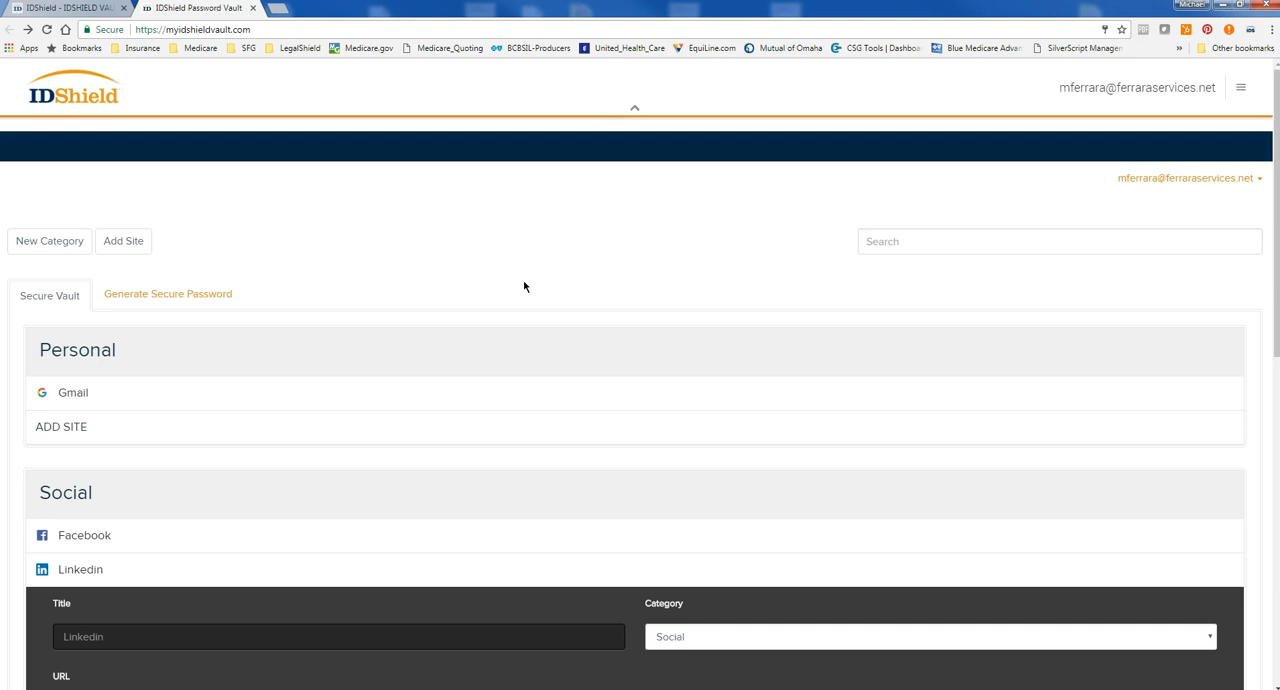 IDShield - IDSHIELD VAU
IDShield Password Vault
Michael
Secure https://myidshieldvault.com
Apps Bookmarks Insurance Medicare SFG LegalShield Medicare.gov Medicare_Quoting BCBSIL-Producers United_Health_Care EquiLine.com Mutual of Omaha CSG Tools | Dashboa Blue Medicare Advan SilverScript Managem » Other bookmarks
IDShield
mferrara@ferraraservices.net
mferrara@ferraraservices.net
New Category Add Site Search
Secure Vault Generate Secure Password
Personal
Gmail
ADD SITE
Social
Facebook
Linkedin
Title Category
Linkedin Social
URL